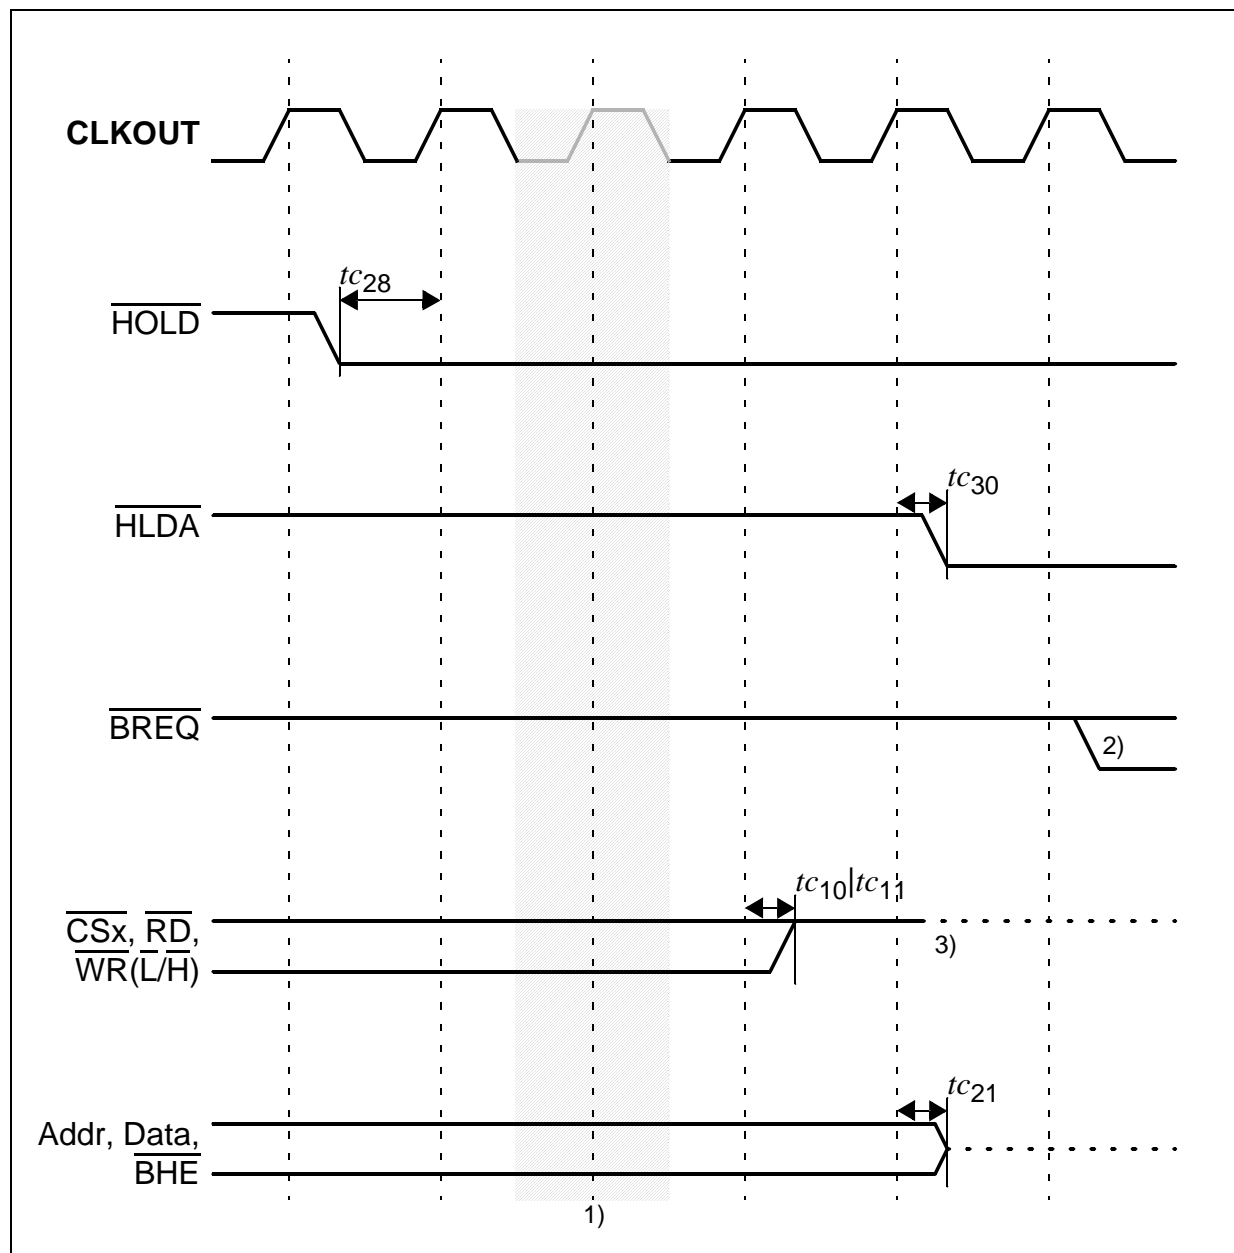 CLKOUT
tc28
HOLD
tc30
HLDA
BREQ
2)
tc10|tc11
CSx, RD,
WR(L/H)
3)
tc21
Addr, Data,
BHE
1)